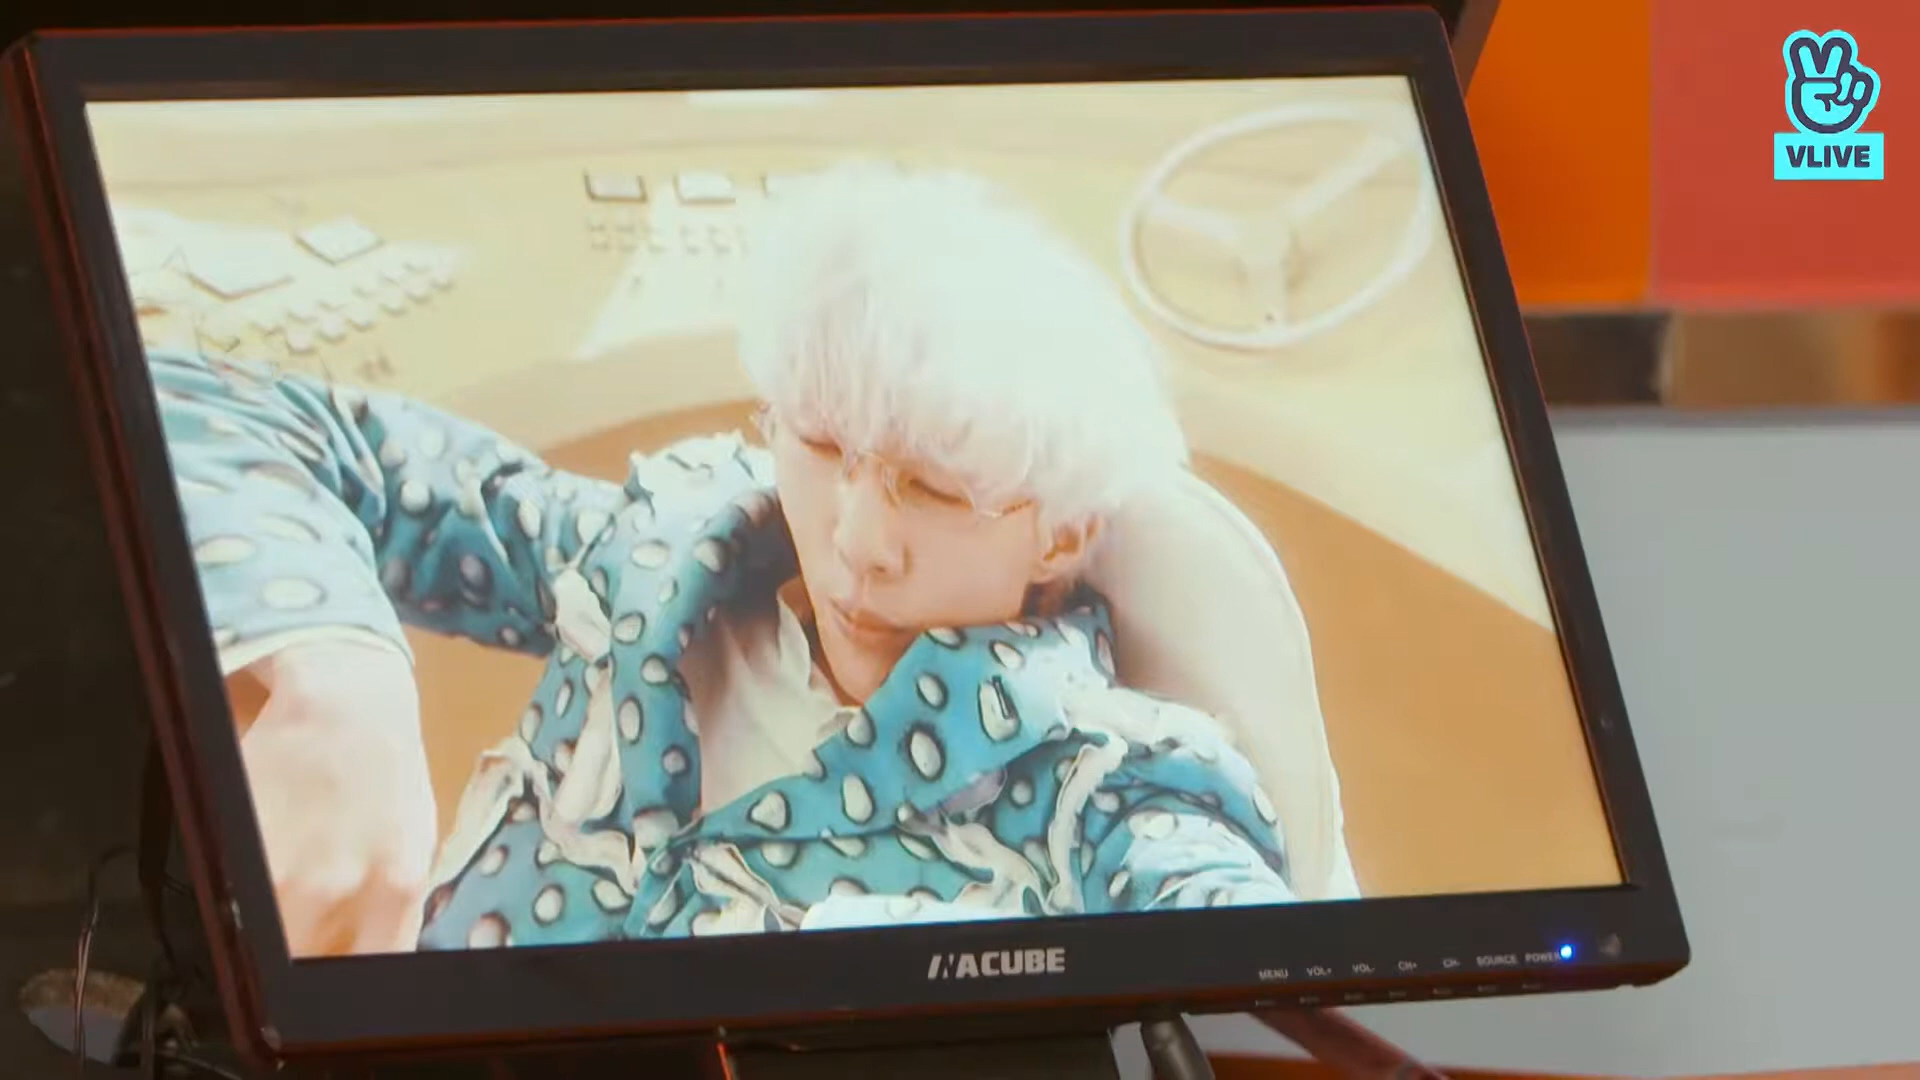 VLIVE
ACUBE
MENU VOL+ VOL- CH+ CH- SOURCE POWER